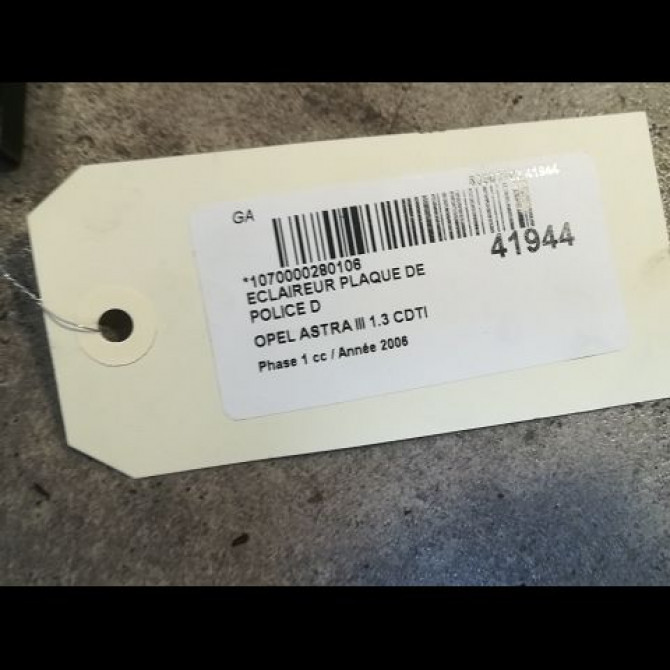 GA
41944
*1070000280106
ECLAIREUR PLAQUE DE
POLICE D
OPEL ASTRA III 1.3 CDTI
Phase 1 cc / Année 2006